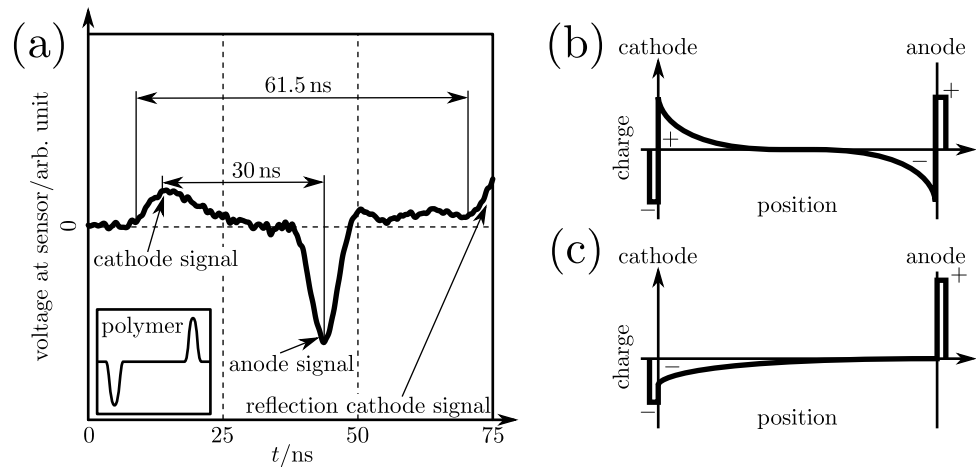 (a)
voltage at sensor/arb. unit
0
61.5 ns
30 ns
cathode signal
polymer
anode signal
reflection cathode signal
0
25
50
75
t/ns
(b)
cathode
anode
charge
+
−
−
+
position
(c)
cathode
anode
charge
+
−
−
position